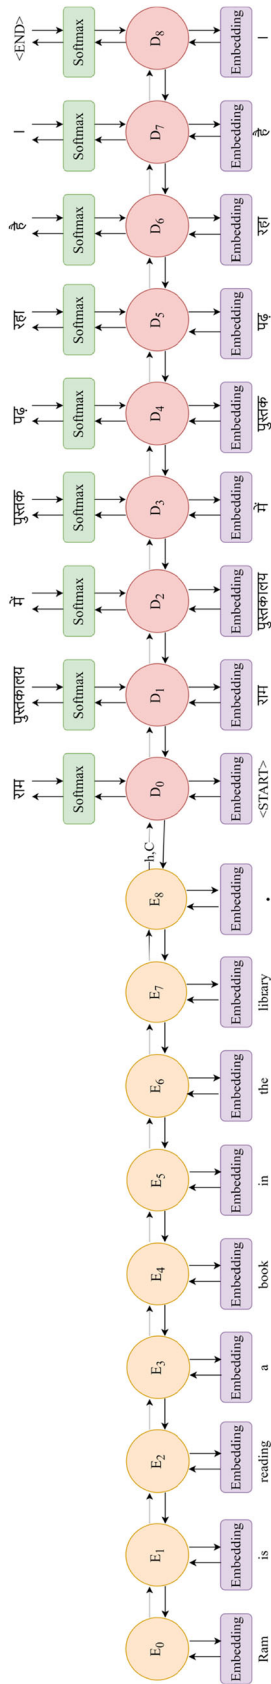 राम पुस्तकालय में पुस्तक पढ़ रहा है । <END>
Softmax Softmax Softmax Softmax Softmax Softmax Softmax Softmax Softmax
E0 E1 E2 E3 E4 E5 E6 E7 E8 h,C D0 D1 D2 D3 D4 D5 D6 D7 D8
Embedding Embedding Embedding Embedding Embedding Embedding Embedding Embedding Embedding Embedding Embedding Embedding Embedding Embedding Embedding Embedding Embedding Embedding
Ram is reading a book in the library . <START> राम पुस्तकालय में पुस्तक पढ़ रहा है ।